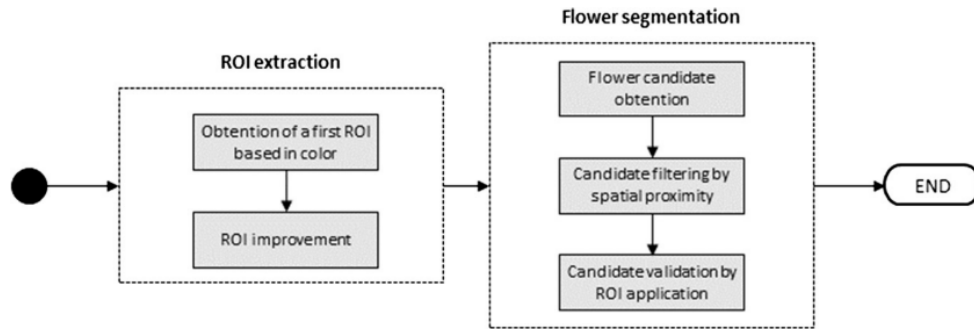 Flower segmentation
ROI extraction
Flower candidate
obtention
Obtention of a first ROI
based in color
Candidate filtering by
spatial proximity
END
ROI improvement
Candidate validation by
ROI application